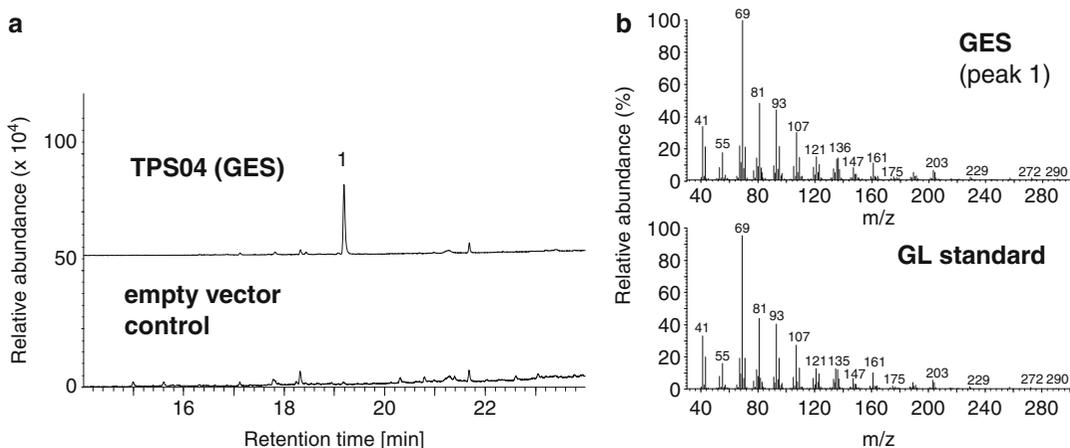 a
Relative abundance (x 10⁴)
100
50
0
TPS04 (GES)
1
empty vector
control
16 18 20 22
Retention time [min]
b
Relative abundance (%)
100
80
60
40
20
0
GES
(peak 1)
69
81
93
41
107
55
121 136
147 161
175
203
229
272 290
40 80 120 160 200 240 280
m/z
100
80
60
40
20
0
GL standard
69
81
93
41
107
55
121 135
147 161
175
203
229
272 290
40 80 120 160 200 240 280
m/z